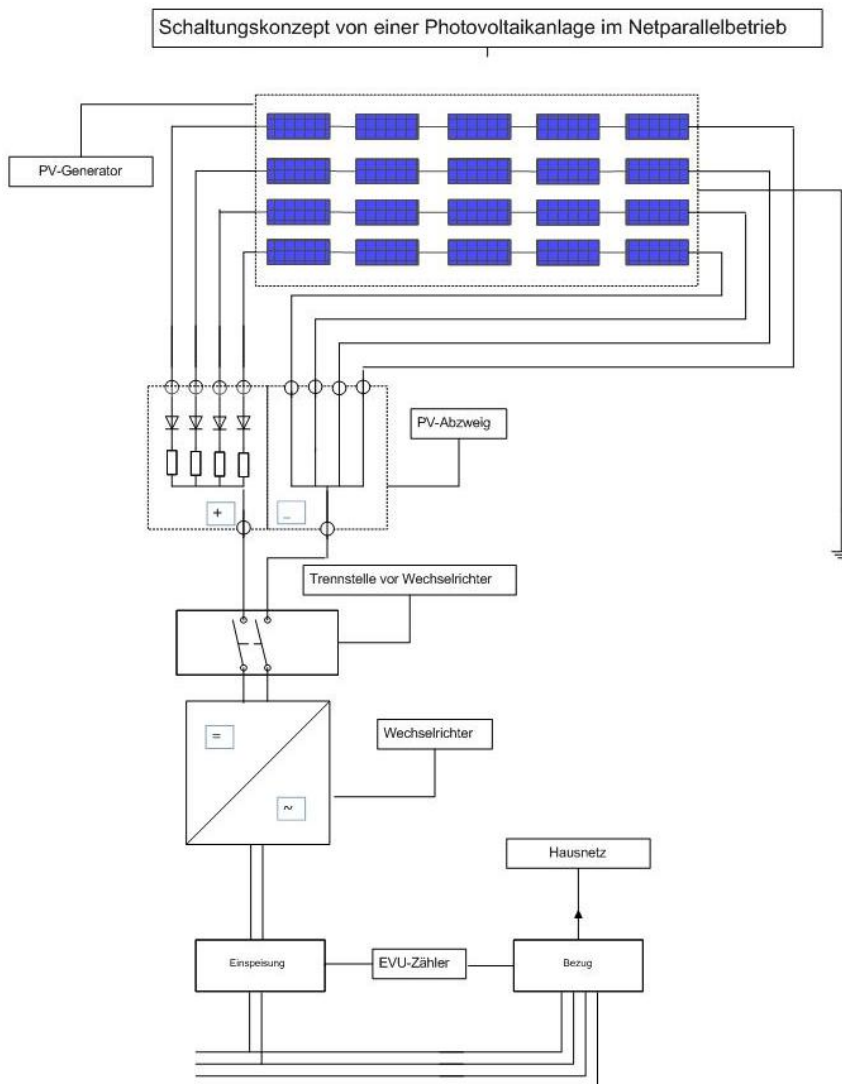 Schaltungskonzept von einer Photovoltaikanlage im Netparallelbetrieb
PV-Generator
PV-Abzweig
+
_
Trennstelle vor Wechselrichter
=
Wechselrichter
~
Hausnetz
Einspeisung
EVU-Zähler
Bezug